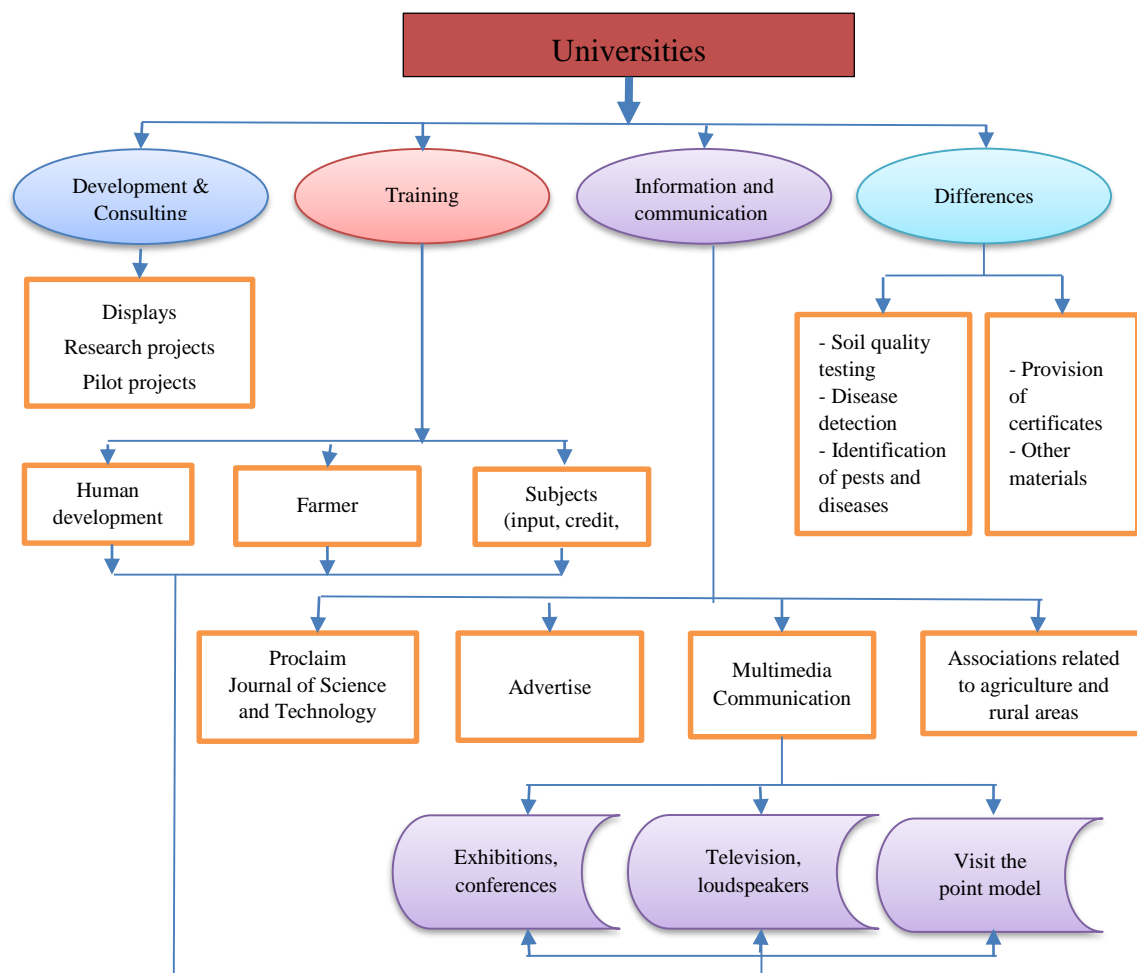 Universities
Development &
Consulting
Training
Information and
communication
Differences
Displays
Research projects
Pilot projects
- Soil quality
testing
- Disease
detection
- Identification
of pests and
diseases
- Provision
of
certificates
- Other
materials
Human
development
Farmer
Subjects
(input, credit,
Proclaim
Journal of Science
and Technology
Advertise
Multimedia
Communication
Associations related
to agriculture and
rural areas
Exhibitions,
conferences
Television,
loudspeakers
Visit the
point model